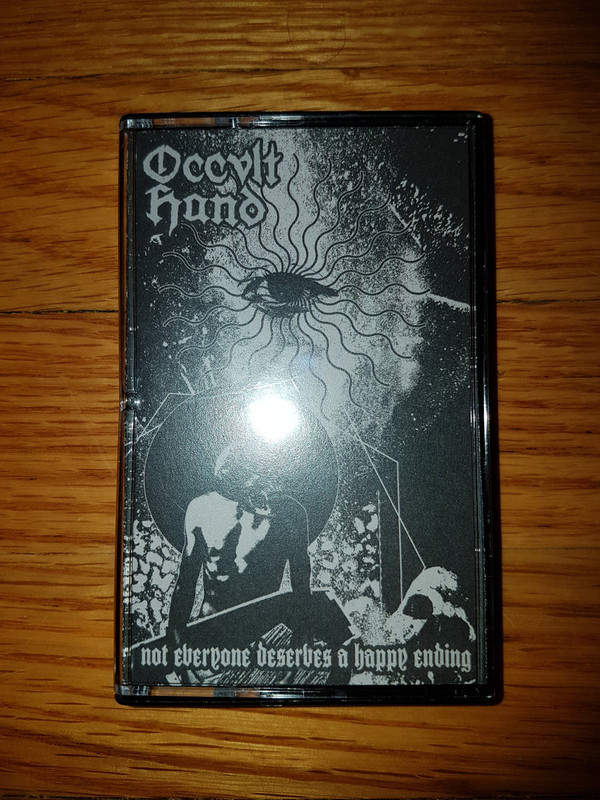 Occvlt
Hand
not everyone deserves a happy ending